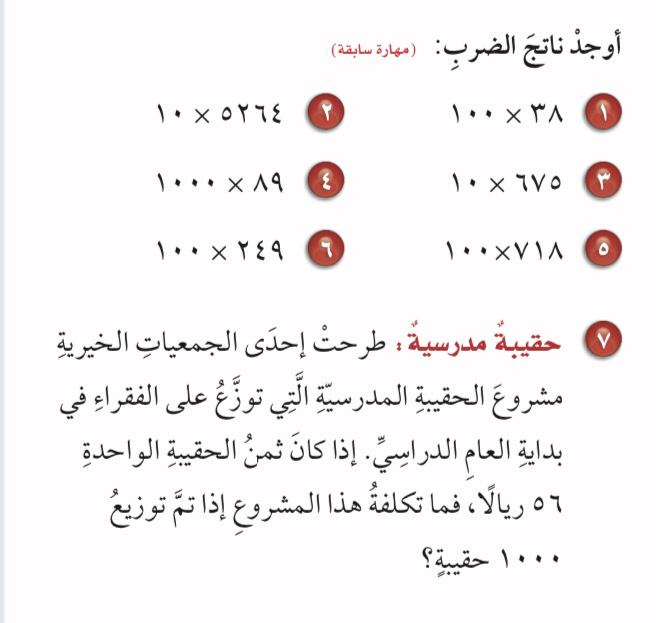 أوجدْ ناتجَ الضربِ: (مهارة سابقة)
١ ٣٨ × ١٠٠ ٢ ٥٢٦٤ × ١٠
٣ ٦٧٥ × ١٠ ٤ ٨٩ × ١٠٠٠
٥ ٧١٨×١٠٠ ٦ ٢٤٩ × ١٠٠
٧ حقيبةٌ مدرسيةٌ: طرحتْ إحدَى الجمعياتِ الخيريةِ
مشروعَ الحقيبةِ المدرسيّةِ الَّتِي توزَّعُ على الفقراءِ في
بدايةِ العامِ الدراسِيِّ. إذا كانَ ثمنُ الحقيبةِ الواحدةِ
٥٦ ريالًا، فما تكلفةُ هذا المشروعِ إذا تمَّ توزيعُ
١٠٠٠ حقيبةٍ؟